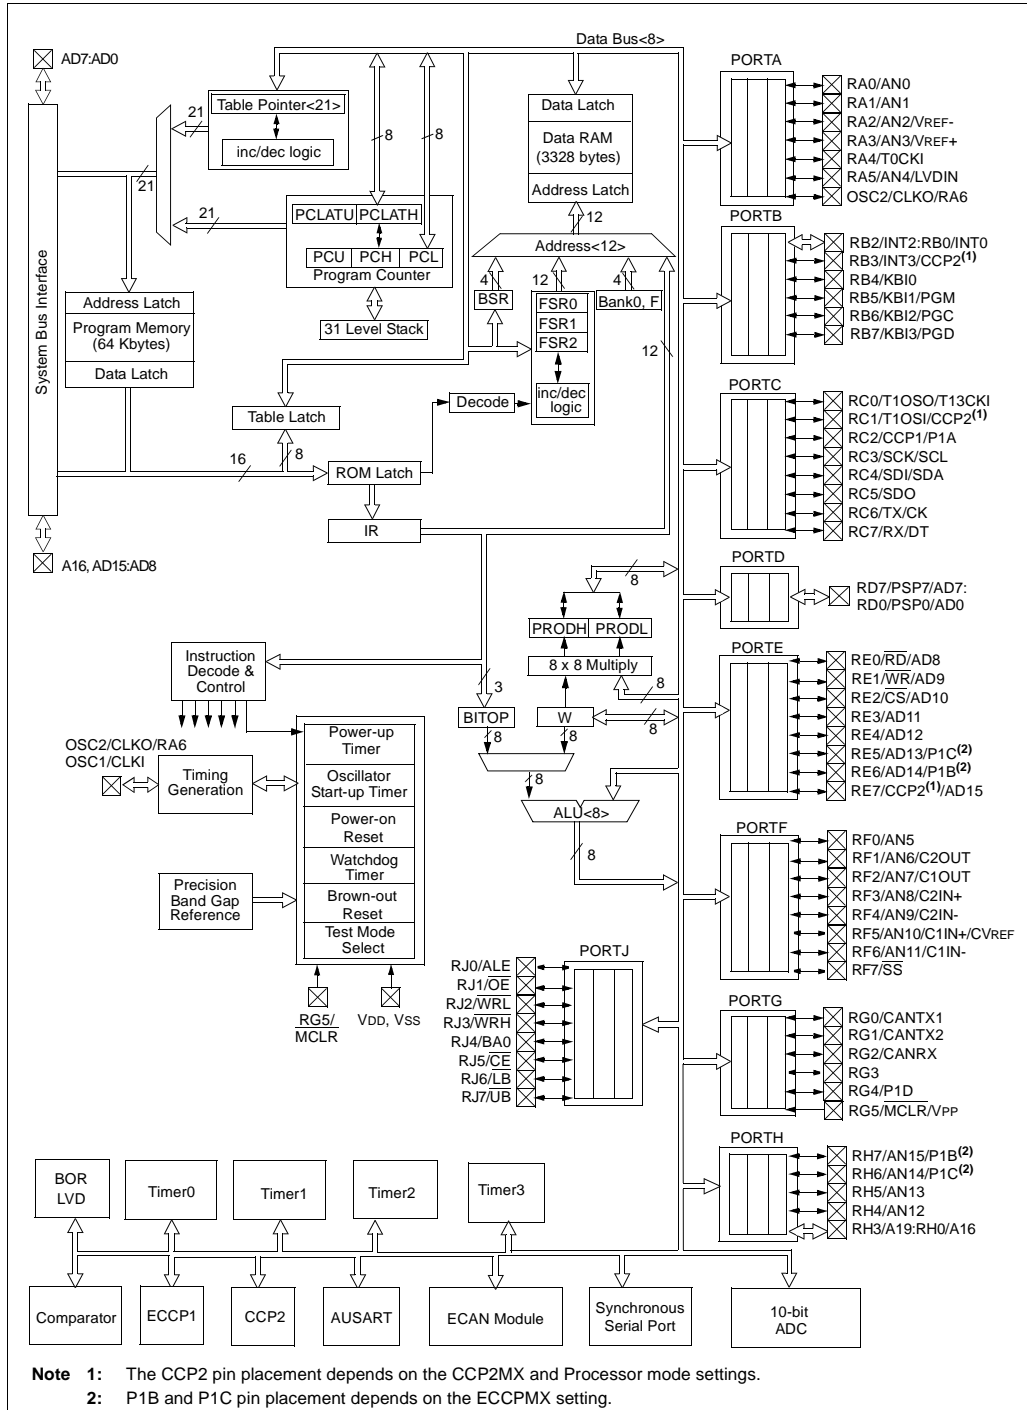 Data Bus<8>
AD7:AD0
21
Table Pointer<21>
inc/dec logic
21
8
8
21
PCLATU PCLATH
PCU PCH PCL
Program Counter
31 Level Stack
System Bus Interface
Address Latch
Program Memory
(64 Kbytes)
Data Latch
Data Latch
Data RAM
(3328 bytes)
Address Latch
12
Address<12>
4
12
4
BSR
FSR0
FSR1
FSR2
Bank0, F
inc/dec
logic
12
Decode
Table Latch
16
8
ROM Latch
IR
A16, AD15:AD8
8
PRODH PRODL
8 x 8 Multiply
Instruction
Decode &
Control
3
8
BITOP
W
8
8
8
8
ALU<8>
8
OSC2/CLKO/RA6
OSC1/CLKI
Timing
Generation
Power-up
Timer
Oscillator
Start-up Timer
Power-on
Reset
Watchdog
Timer
Brown-out
Reset
Test Mode
Select
Precision
Band Gap
Reference
RG5/
MCLR
VDD, VSS
PORTA
RA0/AN0
RA1/AN1
RA2/AN2/VREF-
RA3/AN3/VREF+
RA4/T0CKI
RA5/AN4/LVDIN
OSC2/CLKO/RA6
PORTB
RB2/INT2:RB0/INT0
RB3/INT3/CCP2(1)
RB4/KBI0
RB5/KBI1/PGM
RB6/KBI2/PGC
RB7/KBI3/PGD
PORTC
RC0/T1OSO/T13CKI
RC1/T1OSI/CCP2(1)
RC2/CCP1/P1A
RC3/SCK/SCL
RC4/SDI/SDA
RC5/SDO
RC6/TX/CK
RC7/RX/DT
PORTD
RD7/PSP7/AD7:
RD0/PSP0/AD0
PORTE
RE0/RD/AD8
RE1/WR/AD9
RE2/CS/AD10
RE3/AD11
RE4/AD12
RE5/AD13/P1C(2)
RE6/AD14/P1B(2)
RE7/CCP2(1)/AD15
PORTF
RF0/AN5
RF1/AN6/C2OUT
RF2/AN7/C1OUT
RF3/AN8/C2IN+
RF4/AN9/C2IN-
RF5/AN10/C1IN+/CVREF
RF6/AN11/C1IN-
RF7/SS
PORTJ
RJ0/ALE
RJ1/OE
RJ2/WRL
RJ3/WRH
RJ4/BA0
RJ5/CE
RJ6/LB
RJ7/UB
PORTG
RG0/CANTX1
RG1/CANTX2
RG2/CANRX
RG3
RG4/P1D
RG5/MCLR/VPP
PORTH
RH7/AN15/P1B(2)
RH6/AN14/P1C(2)
RH5/AN13
RH4/AN12
RH3/A19:RH0/A16
BOR
LVD
Timer0
Timer1
Timer2
Timer3
Comparator
ECCP1
CCP2
AUSART
ECAN Module
Synchronous
Serial Port
10-bit
ADC
Note 1: The CCP2 pin placement depends on the CCP2MX and Processor mode settings.
2: P1B and P1C pin placement depends on the ECCPMX setting.